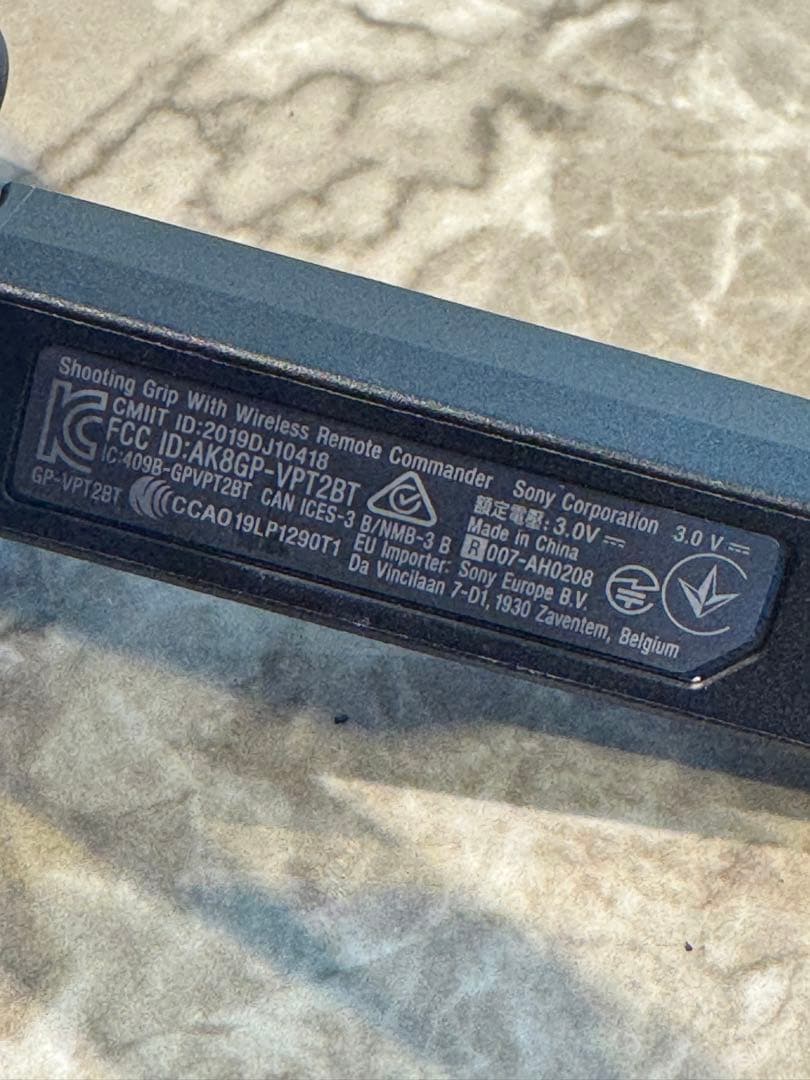 Shooting Grip With Wireless Remote Commander
CMIIT ID:2019DJ10418
FCC ID:AK8GP-VPT2BT
IC:409B-GPVPT2BT CAN ICES-3 B/NMB-3 B
GP-VPT2BT
CCAO19LP1290T1
Sony Corporation 3.0 V
額定電壓:3.0V
Made in China
R 007-AH0208
EU Importer: Sony Europe B.V.
Da Vincilaan 7-D1, 1930 Zaventem, Belgium